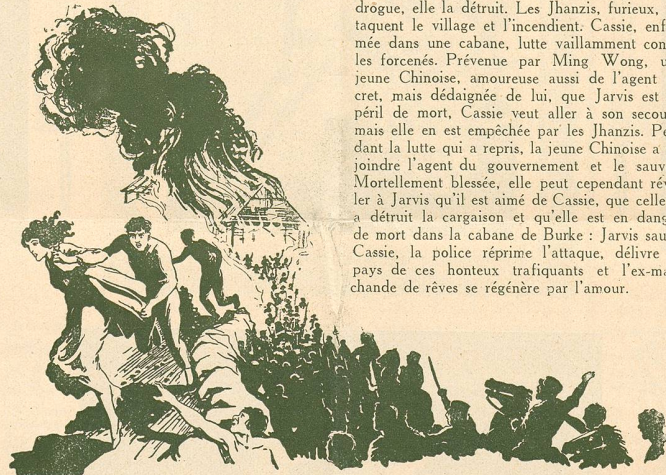 drogue, elle la détruit. Les Jhanzis, furieux,
taquent le village et l'incendient. Cassie, enf
mée dans une cabane, lutte vaillamment con
les forcenés. Prévenue par Ming Wong, u
jeune Chinoise, amoureuse aussi de l'agent
cret, mais dédaignée de lui, que Jarvis est
péril de mort, Cassie veut aller à son secou
mais elle en est empêchée par les Jhanzis. Pe
dant la lutte qui a repris, la jeune Chinoise a
joindre l'agent du gouvernement et le sauv
Mortellement blessée, elle peut cependant rév
ler à Jarvis qu'il est aimé de Cassie, que celle
a détruit la cargaison et qu'elle est en dang
de mort dans la cabane de Burke : Jarvis sau
Cassie, la police réprime l'attaque, délivre
pays de ces honteux trafiquants et l'ex-ma
chande de rêves se régénère par l'amour.